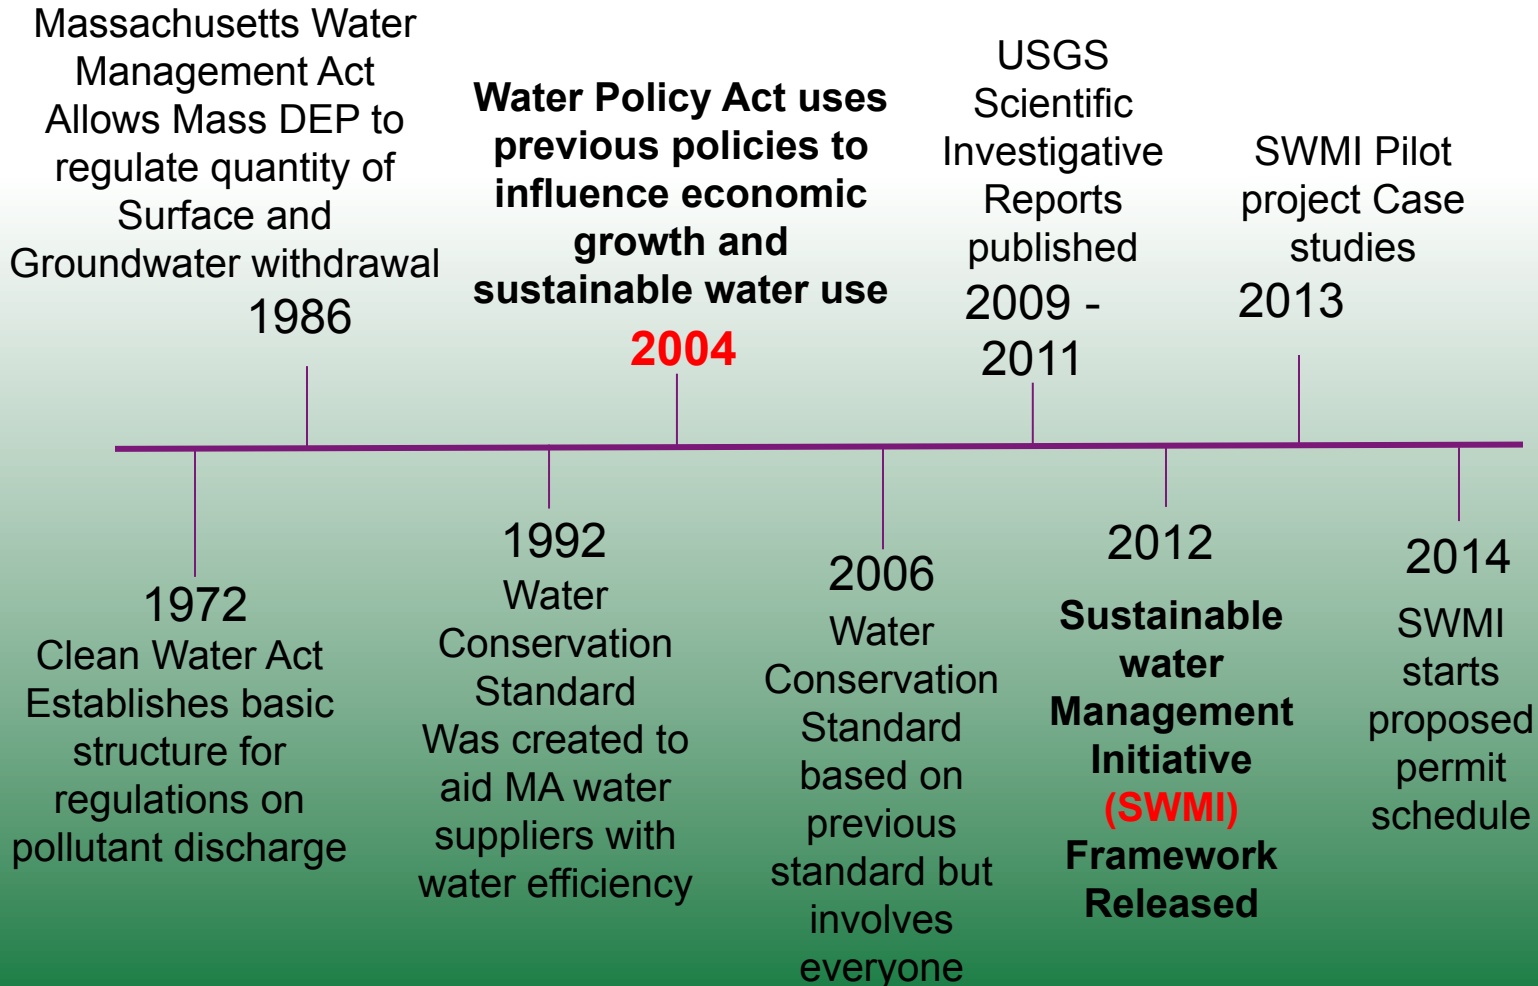 Massachusetts Water
Management Act
Allows Mass DEP to
regulate quantity of
Surface and
Groundwater withdrawal
1986
Water Policy Act uses
previous policies to
influence economic
growth and
sustainable water use
2004
USGS
Scientific
Investigative
Reports
published
2009 -
2011
SWMI Pilot
project Case
studies
2013
1972
Clean Water Act
Establishes basic
structure for
regulations on
pollutant discharge
1992
Water
Conservation
Standard
Was created to
aid MA water
suppliers with
water efficiency
2006
Water
Conservation
Standard
based on
previous
standard but
involves
everyone
2012
Sustainable
water
Management
Initiative
(SWMI)
Framework
Released
2014
SWMI
starts
proposed
permit
schedule